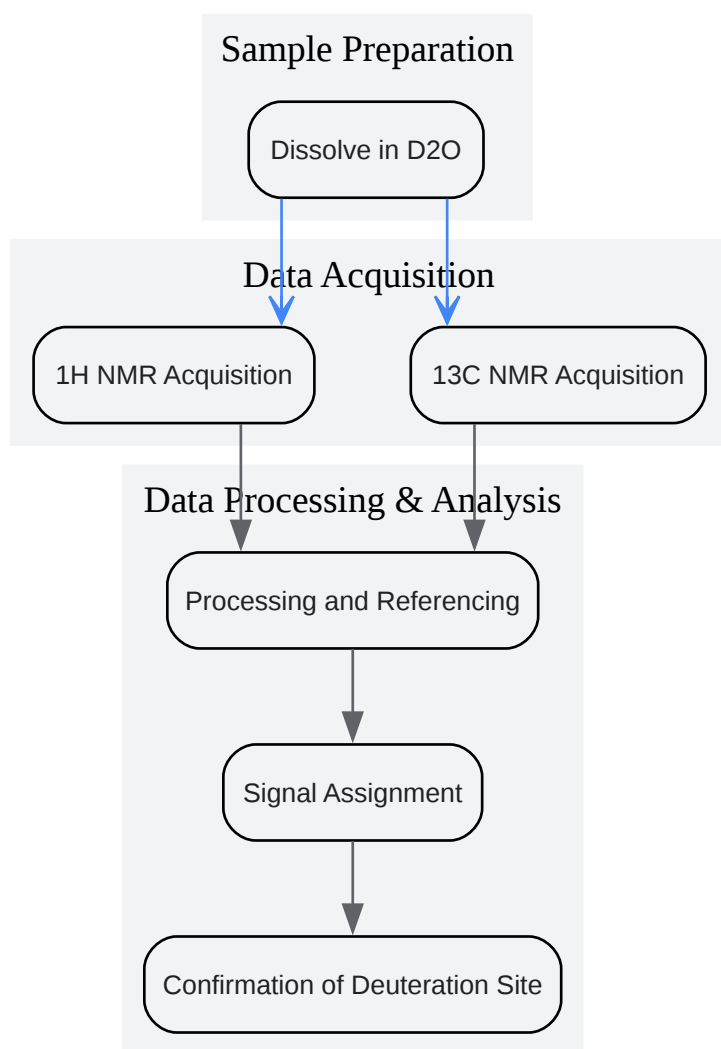 Sample Preparation
Dissolve in D2O
Data Acquisition
1H NMR Acquisition
13C NMR Acquisition
Data Processing & Analysis
Processing and Referencing
Signal Assignment
Confirmation of Deuteration Site